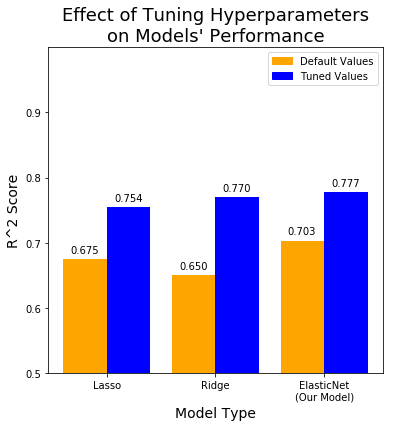 Effect of Tuning Hyperparameters
on Models' Performance
Default Values
Tuned Values
R^2 Score
0.9
0.8
0.7
0.6
0.5
0.675
0.754
0.650
0.770
0.703
0.777
Lasso
Ridge
ElasticNet
(Our Model)
Model Type